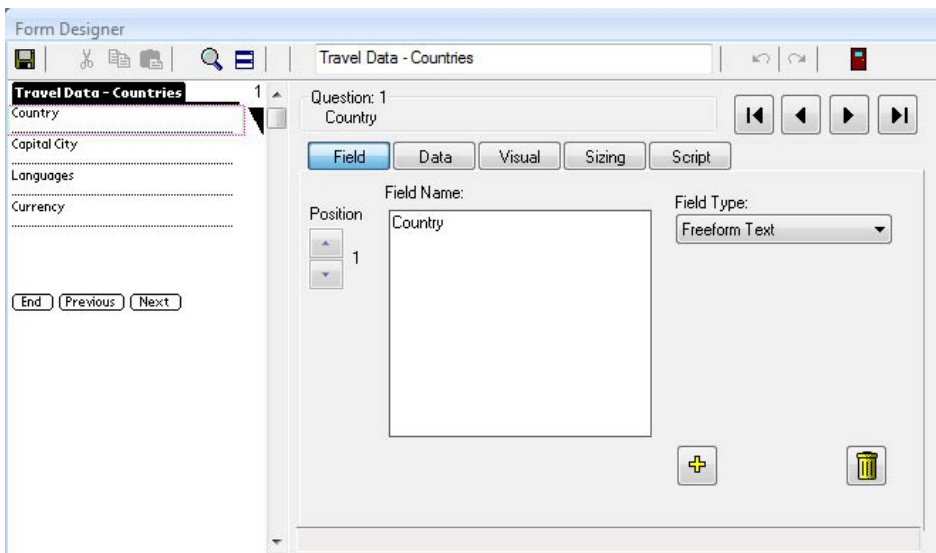 Form Designer
Travel Data - Countries
Travel Data - Countries 1
Country
Capital City
Languages
Currency
End Previous Next
Question: 1
Country
Field Data Visual Sizing Script
Field Name:
Country
Position
1
Field Type:
Freeform Text